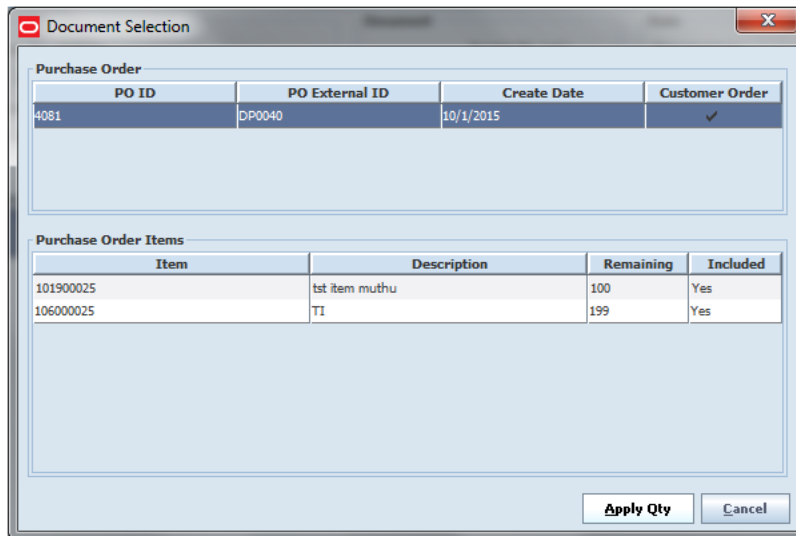 Document Selection
Purchase Order
PO ID PO External ID Create Date Customer Order
4081 DP0040 10/1/2015
Purchase Order Items
Item Description Remaining Included
101900025 tst item muthu 100 Yes
106000025 TI 199 Yes
Apply Qty Cancel